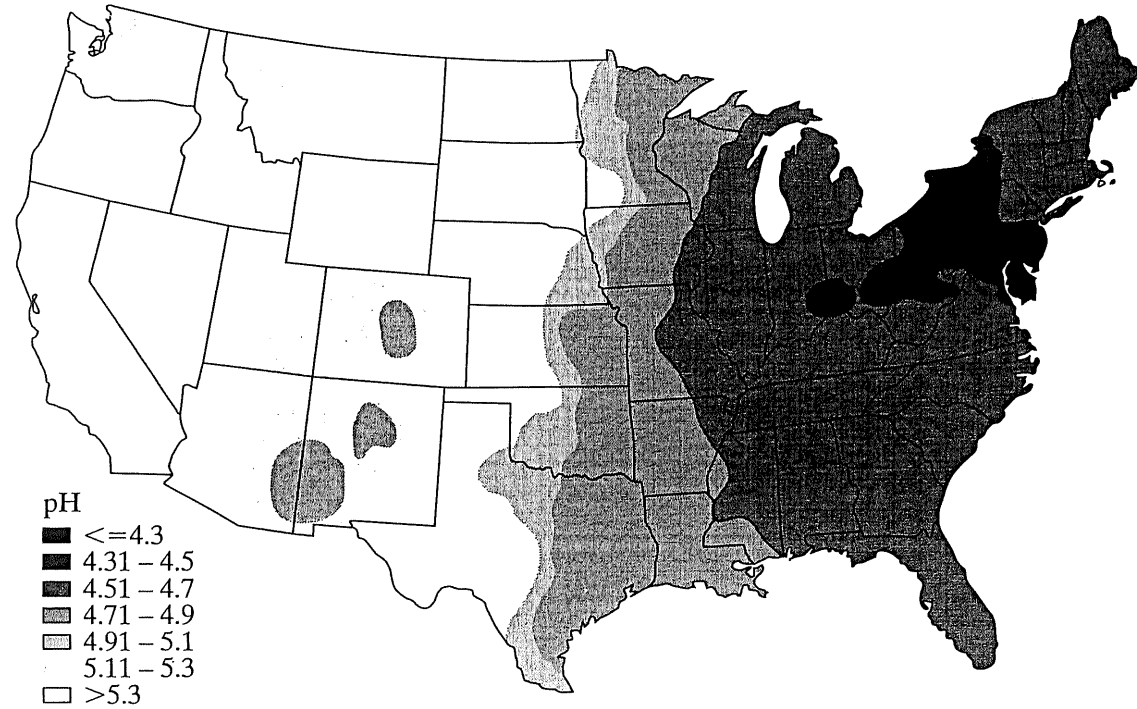 pH
<=4.3
4.31 – 4.5
4.51 – 4.7
4.71 – 4.9
4.91 – 5.1
5.11 – 5.3
>5.3